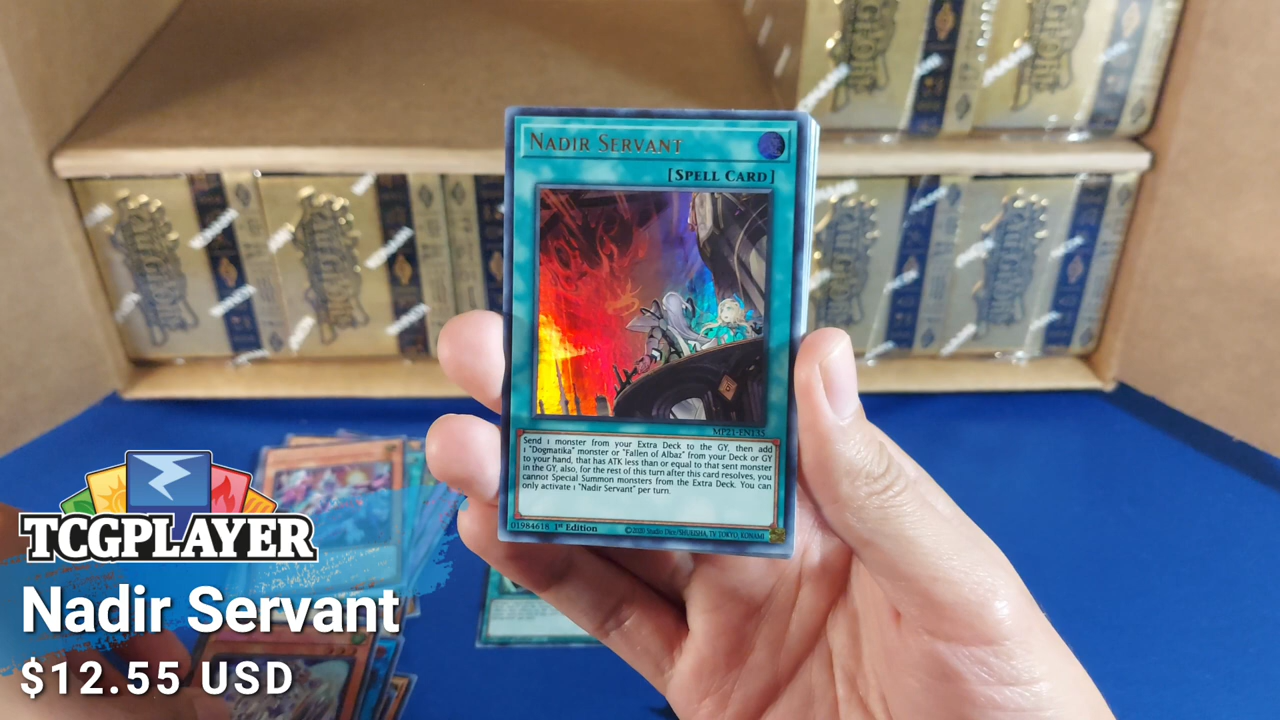 NADIR SERVANT
[SPELL CARD]
MP21-EN135
Send 1 monster from your Extra Deck to the GY, then add
1 "Dogmatika" monster or "Fallen of Albaz" from your Deck or GY
to your hand, that has ATK less than or equal to that sent monster
in the GY, also, for the rest of this turn after this card resolves, you
cannot Special Summon monsters from the Extra Deck. You can
only activate 1 "Nadir Servant" per turn.
01984618 1st Edition
©2020 Studio Dice/SHUEISHA, TV TOKYO, KONAMI
TCGPLAYER
Nadir Servant
$12.55 USD